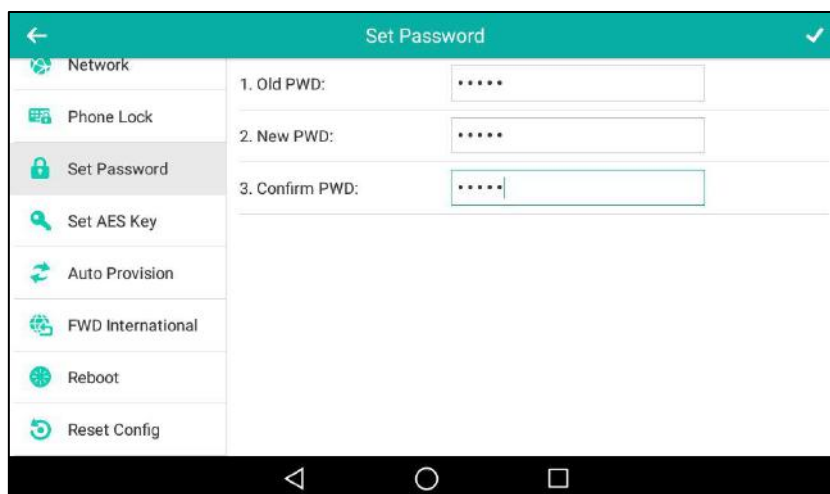 Set Password
Network
Phone Lock
Set Password
Set AES Key
Auto Provision
FWD International
Reboot
Reset Config
1. Old PWD: •••••
2. New PWD: •••••
3. Confirm PWD: •••••